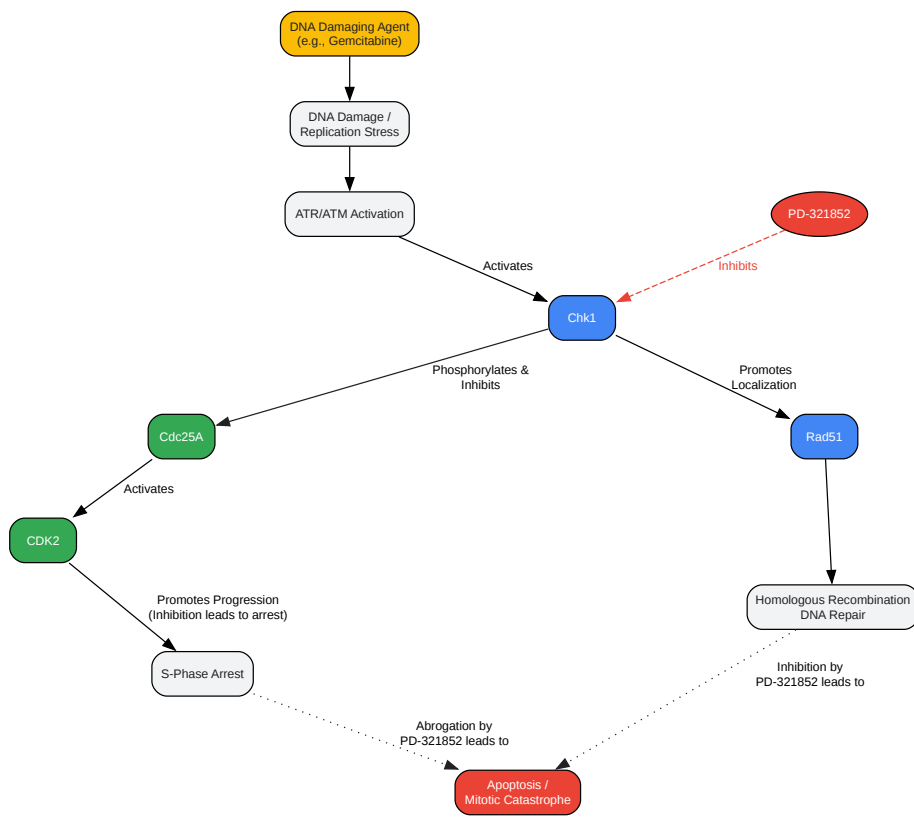 DNA Damaging Agent
(e.g., Gemcitabine)
DNA Damage /
Replication Stress
ATR/ATM Activation
PD-321852
Activates
Inhibits
Chk1
Phosphorylates &
Inhibits
Promotes
Localization
Cdc25A
Rad51
Activates
CDK2
Promotes Progression
(Inhibition leads to arrest)
Homologous Recombination
DNA Repair
S-Phase Arrest
Inhibition by
PD-321852 leads to
Abrogation by
PD-321852 leads to
Apoptosis /
Mitotic Catastrophe